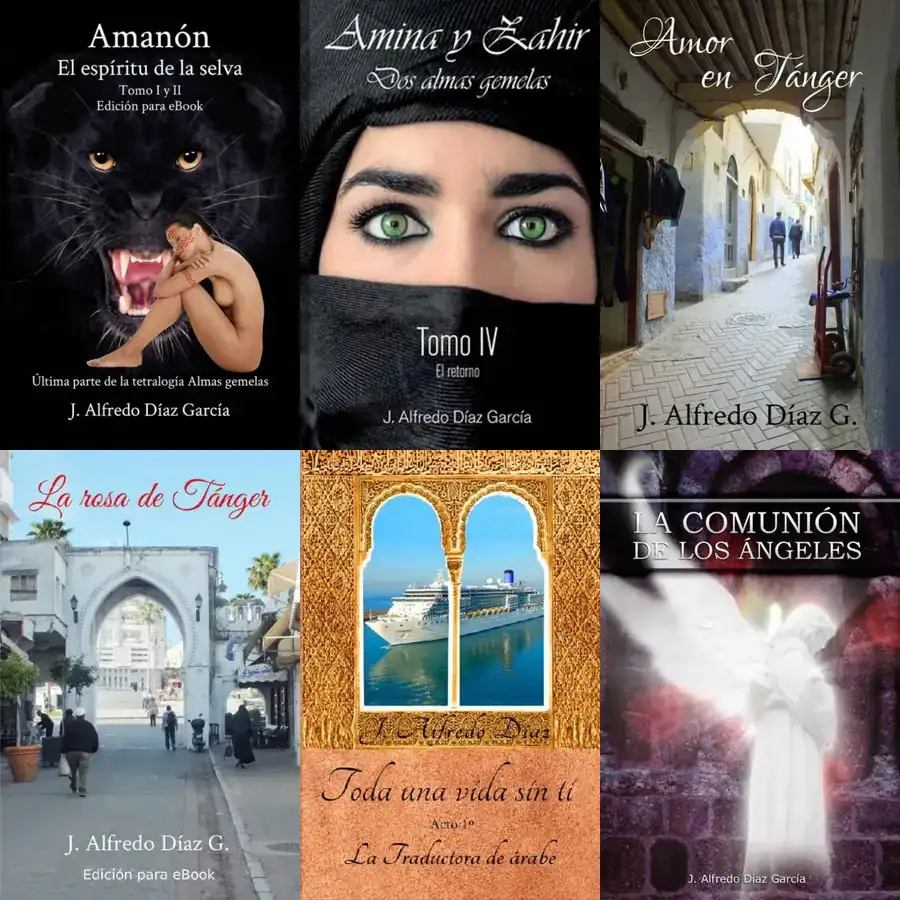 Amanón
El espíritu de la selva
Tomo I y II
Edición para eBook
Última parte de la tetralogía Almas gemelas
J. Alfredo Díaz García
Amina y Zahir
Dos almas gemelas
Tomo IV
El retorno
J. Alfredo Díaz García
Amor
en Tánger
J. Alfredo Díaz G.
La rosa de Tánger
J. Alfredo Díaz G.
Edición para eBook
J. Alfredo Díaz
Toda una vida sin ti
Acto 1º
La Traductora de árabe
LA COMUNIÓN
DE LOS ÁNGELES
J. Alfredo Díaz García